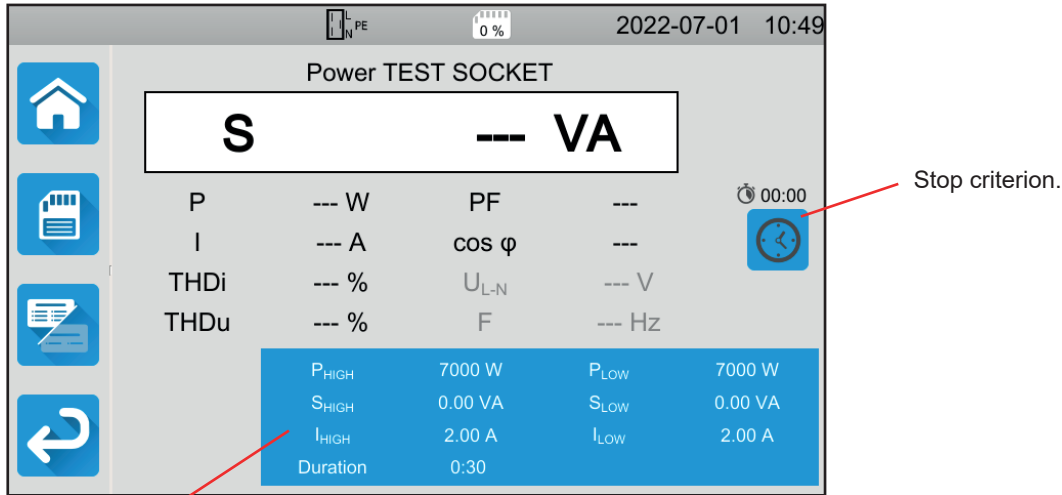 L N PE 0 % 2022-07-01 10:49
Power TEST SOCKET
S --- VA
P --- W PF --- 00:00
Stop criterion.
I --- A cos φ ---
THDi --- % UL-N --- V
THDu --- % F --- Hz
PHIGH 7000 W PLOW 7000 W
SHIGH 0.00 VA SLOW 0.00 VA
IHIGH 2.00 A ILOW 2.00 A
Duration 0:30